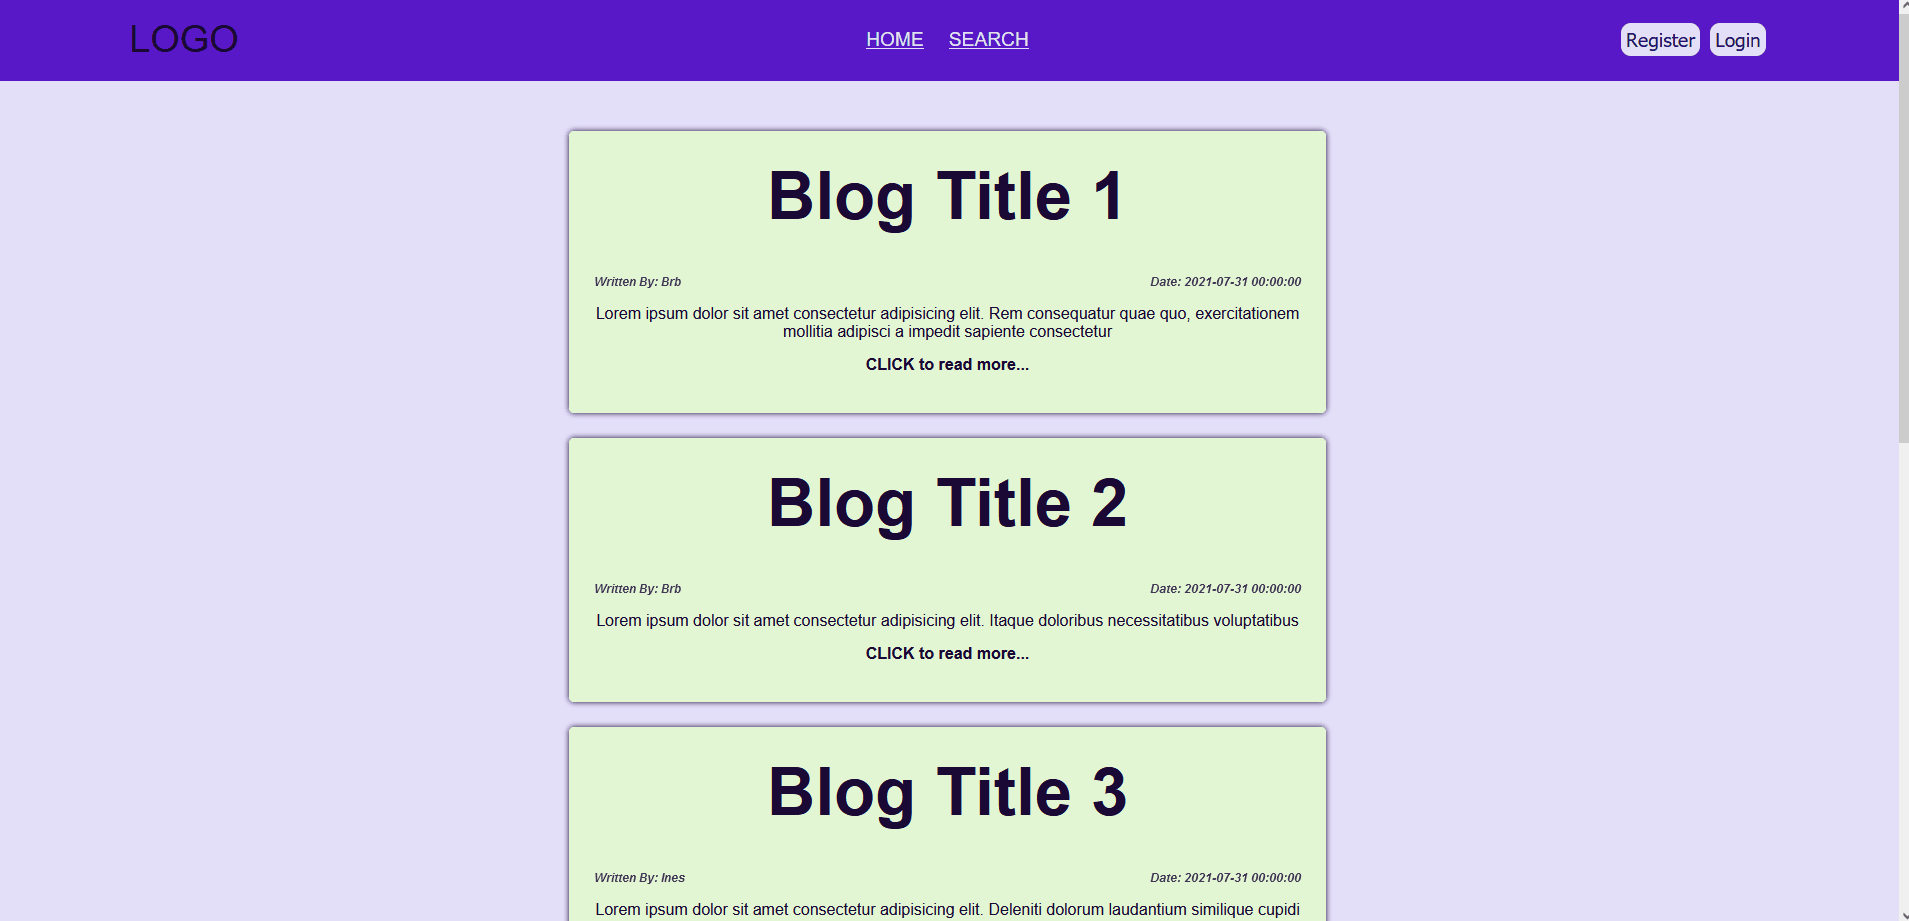 LOGO
HOME SEARCH
Register Login
Blog Title 1
Written By: Brb Date: 2021-07-31 00:00:00
Lorem ipsum dolor sit amet consectetur adipisicing elit. Rem consequatur quae quo, exercitationem
mollitia adipisci a impedit sapiente consectetur
CLICK to read more...
Blog Title 2
Written By: Brb Date: 2021-07-31 00:00:00
Lorem ipsum dolor sit amet consectetur adipisicing elit. Itaque doloribus necessitatibus voluptatibus
CLICK to read more...
Blog Title 3
Written By: Ines Date: 2021-07-31 00:00:00
Lorem ipsum dolor sit amet consectetur adipisicing elit. Deleniti dolorum laudantium similique cupidi